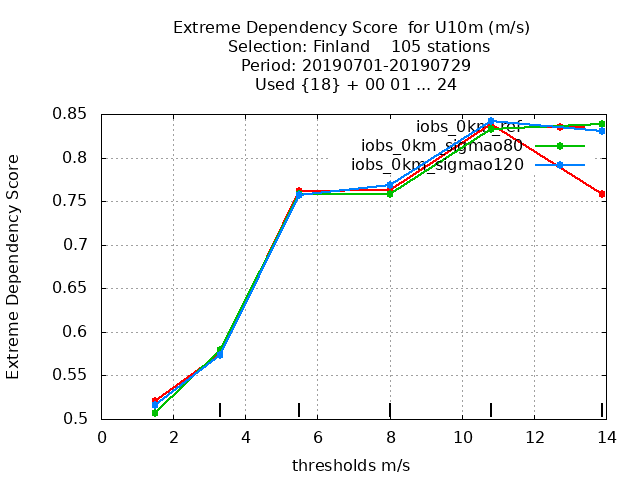 Extreme Dependency Score  for U10m (m/s)
Selection: Finland    105 stations
Period: 20190701-20190729
Used {18} + 00 01 ... 24
Extreme Dependency Score
0.85
0.8
0.75
0.7
0.65
0.6
0.55
0.5
iobs_0km_ref
iobs_0km_sigmao80
iobs_0km_sigmao120
0 2 4 6 8 10 12 14
thresholds m/s